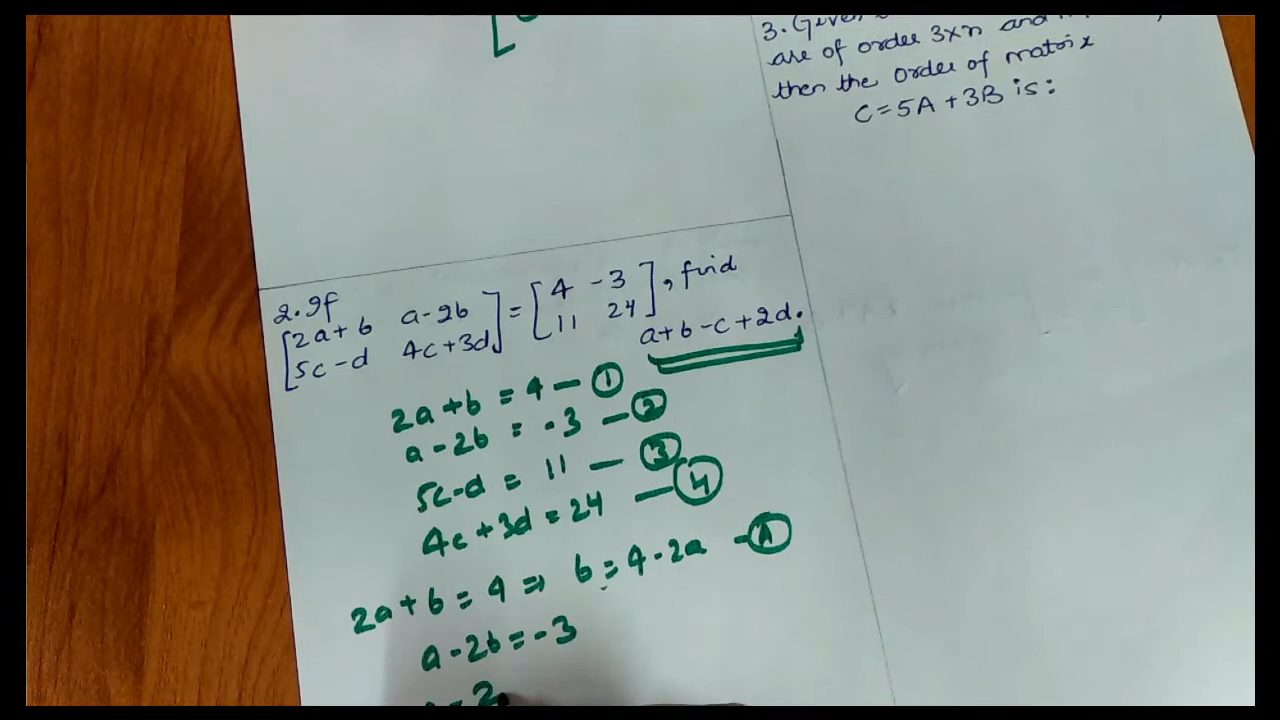 3. Given
are of order 3×n and
then the order of matrix
C=5A+3B is:
2. If
[2a+b a-2b
5c-d 4c+3d] = [4 -3
11 24], find
a+b-c+2d.
2a+b = 4 — ①
a-2b = -3 — ②
5c-d = 11 — ③
4c+3d = 24 — ④
2a+b = 4 ⇒ b = 4-2a - Ⓐ
a-2b = -3